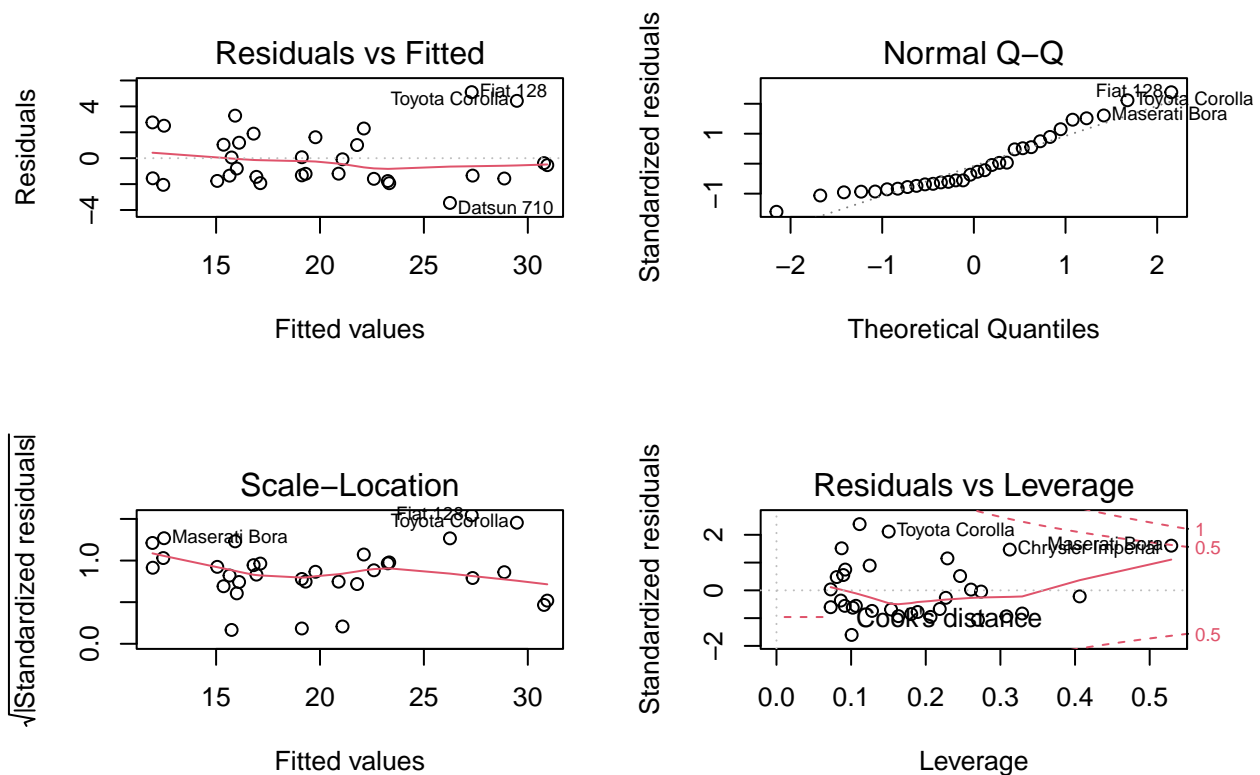 Residuals vs Fitted
Residuals
4
0
−4
Fiat 128
Toyota Corolla
Datsun 710
15 20 25 30
Fitted values
Normal Q−Q
Standardized residuals
1
−1
Fiat 128
Toyota Corolla
Maserati Bora
−2 −1 0 1 2
Theoretical Quantiles
Scale−Location
√|Standardized residuals|
1.0
0.0
Fiat 128
Toyota Corolla
Maserati Bora
15 20 25 30
Fitted values
Residuals vs Leverage
Standardized residuals
2
0
−2
Toyota Corolla
Maserati Bora
Chrysler Imperial
Cook's distance
1
0.5
0.5
0.0 0.1 0.2 0.3 0.4 0.5
Leverage